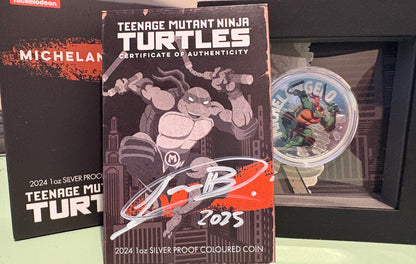 nickelodeon
MICHELAN
2024 1oz SILVER PROOF
TEENAGE MUTANT
TURT
TEENAGE MUTANT NINJA
TURTLES
CERTIFICATE OF AUTHENTICITY
M
2025
2024 1oz SILVER PROOF COLOURED COIN